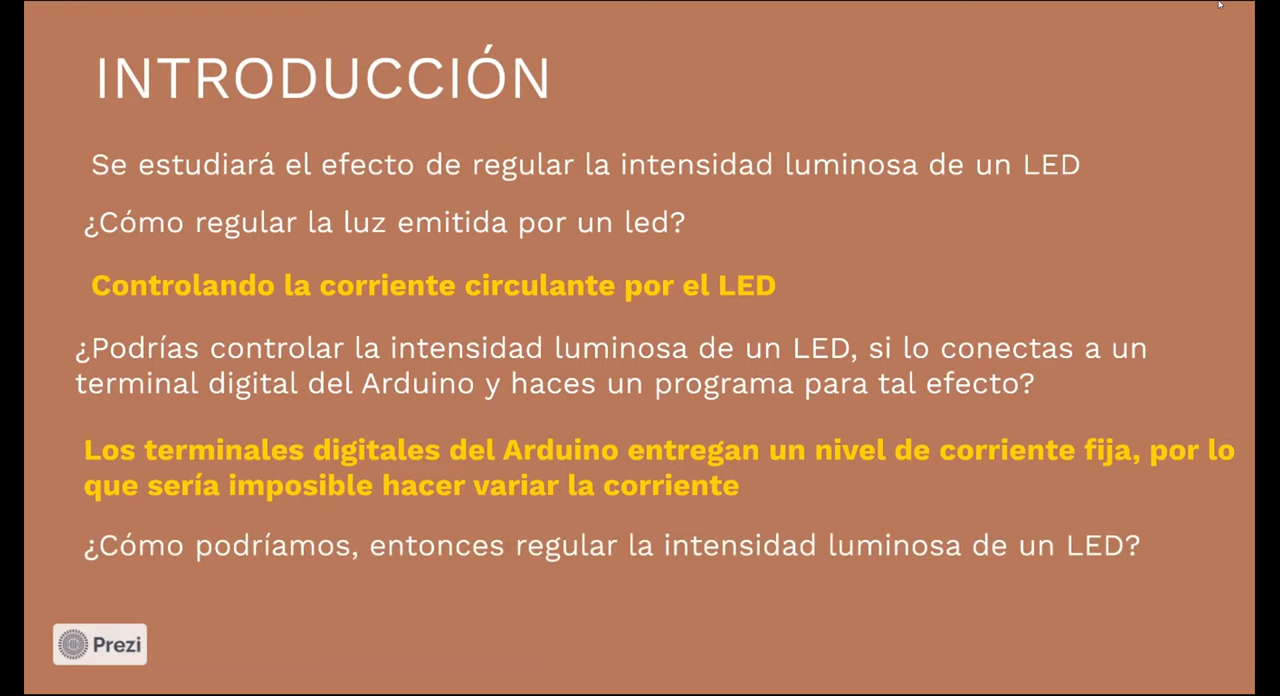 INTRODUCCIÓN
Se estudiará el efecto de regular la intensidad luminosa de un LED
¿Cómo regular la luz emitida por un led?
Controlando la corriente circulante por el LED
¿Podrías controlar la intensidad luminosa de un LED, si lo conectas a un
terminal digital del Arduino y haces un programa para tal efecto?
Los terminales digitales del Arduino entregan un nivel de corriente fija, por lo
que sería imposible hacer variar la corriente
¿Cómo podríamos, entonces regular la intensidad luminosa de un LED?
Prezi